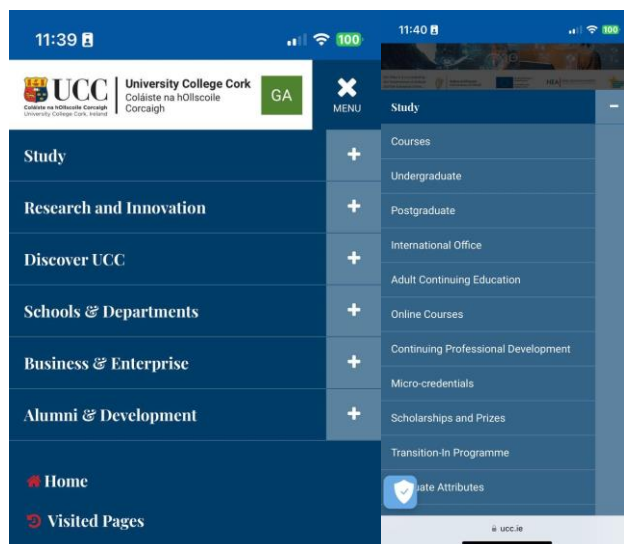 11:39
100
UCC
Coláiste na hOllscoile Corcaigh
University College Cork, Ireland
University College Cork
Coláiste na hOllscoile
Corcaigh
GA
MENU
Study
+
Research and Innovation
+
Discover UCC
+
Schools & Departments
+
Business & Enterprise
+
Alumni & Development
+
Home
Visited Pages
11:40
100
HEA
Study
−
Courses
Undergraduate
Postgraduate
International Office
Adult Continuing Education
Online Courses
Continuing Professional Development
Micro-credentials
Scholarships and Prizes
Transition-In Programme
uate Attributes
ucc.ie